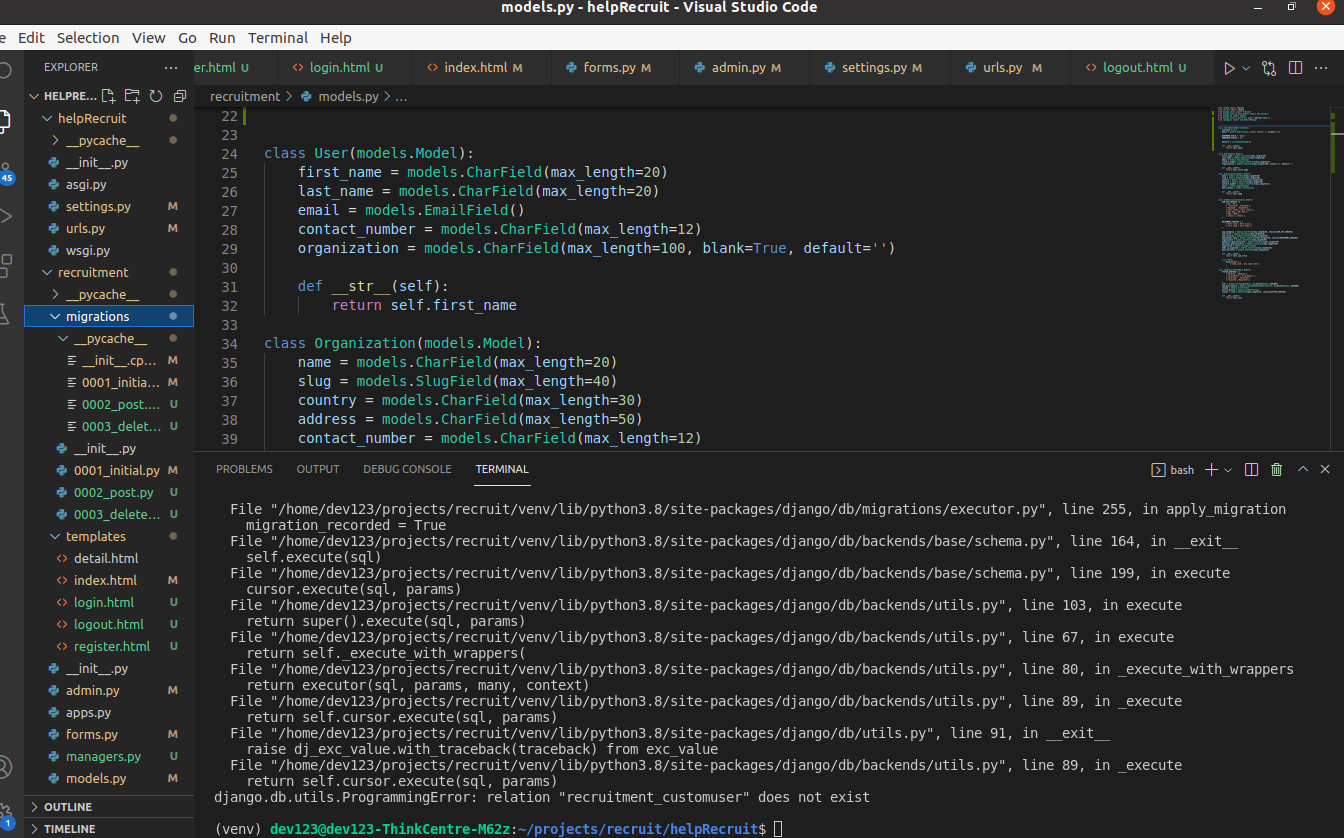 models.py - helpRecruit - Visual Studio Code
e Edit Selection View Go Run Terminal Help
EXPLORER ...
er.html U
login.html U
index.html M
forms.py M
admin.py M
settings.py M
urls.py M
logout.html U
HELPRE...
recruitment > models.py > ...
helpRecruit
__pycache__
__init__.py
asgi.py
settings.py M
urls.py M
wsgi.py
recruitment
__pycache__
migrations
__pycache__
__init__.cp... M
0001_initia... M
0002_post.... U
0003_delet... U
__init__.py
0001_initial.py M
0002_post.py U
0003_delete... U
templates
detail.html
index.html M
login.html U
logout.html U
register.html U
__init__.py
admin.py M
apps.py
forms.py M
managers.py U
models.py M
OUTLINE
TIMELINE
45
1
22
23
24 class User(models.Model):
25 first_name = models.CharField(max_length=20)
26 last_name = models.CharField(max_length=20)
27 email = models.EmailField()
28 contact_number = models.CharField(max_length=12)
29 organization = models.CharField(max_length=100, blank=True, default='')
30
31 def __str__(self):
32 return self.first_name
33
34 class Organization(models.Model):
35 name = models.CharField(max_length=20)
36 slug = models.SlugField(max_length=40)
37 country = models.CharField(max_length=30)
38 address = models.CharField(max_length=50)
39 contact_number = models.CharField(max_length=12)
PROBLEMS OUTPUT DEBUG CONSOLE TERMINAL
bash
File "/home/dev123/projects/recruit/venv/lib/python3.8/site-packages/django/db/migrations/executor.py", line 255, in apply_migration
migration_recorded = True
File "/home/dev123/projects/recruit/venv/lib/python3.8/site-packages/django/db/backends/base/schema.py", line 164, in __exit__
self.execute(sql)
File "/home/dev123/projects/recruit/venv/lib/python3.8/site-packages/django/db/backends/base/schema.py", line 199, in execute
cursor.execute(sql, params)
File "/home/dev123/projects/recruit/venv/lib/python3.8/site-packages/django/db/backends/utils.py", line 103, in execute
return super().execute(sql, params)
File "/home/dev123/projects/recruit/venv/lib/python3.8/site-packages/django/db/backends/utils.py", line 67, in execute
return self._execute_with_wrappers(
File "/home/dev123/projects/recruit/venv/lib/python3.8/site-packages/django/db/backends/utils.py", line 80, in _execute_with_wrappers
return executor(sql, params, many, context)
File "/home/dev123/projects/recruit/venv/lib/python3.8/site-packages/django/db/backends/utils.py", line 89, in _execute
return self.cursor.execute(sql, params)
File "/home/dev123/projects/recruit/venv/lib/python3.8/site-packages/django/db/utils.py", line 91, in __exit__
raise dj_exc_value.with_traceback(traceback) from exc_value
File "/home/dev123/projects/recruit/venv/lib/python3.8/site-packages/django/db/backends/utils.py", line 89, in _execute
return self.cursor.execute(sql, params)
django.db.utils.ProgrammingError: relation "recruitment_customuser" does not exist
(venv) dev123@dev123-ThinkCentre-M62z:~/projects/recruit/helpRecruit$